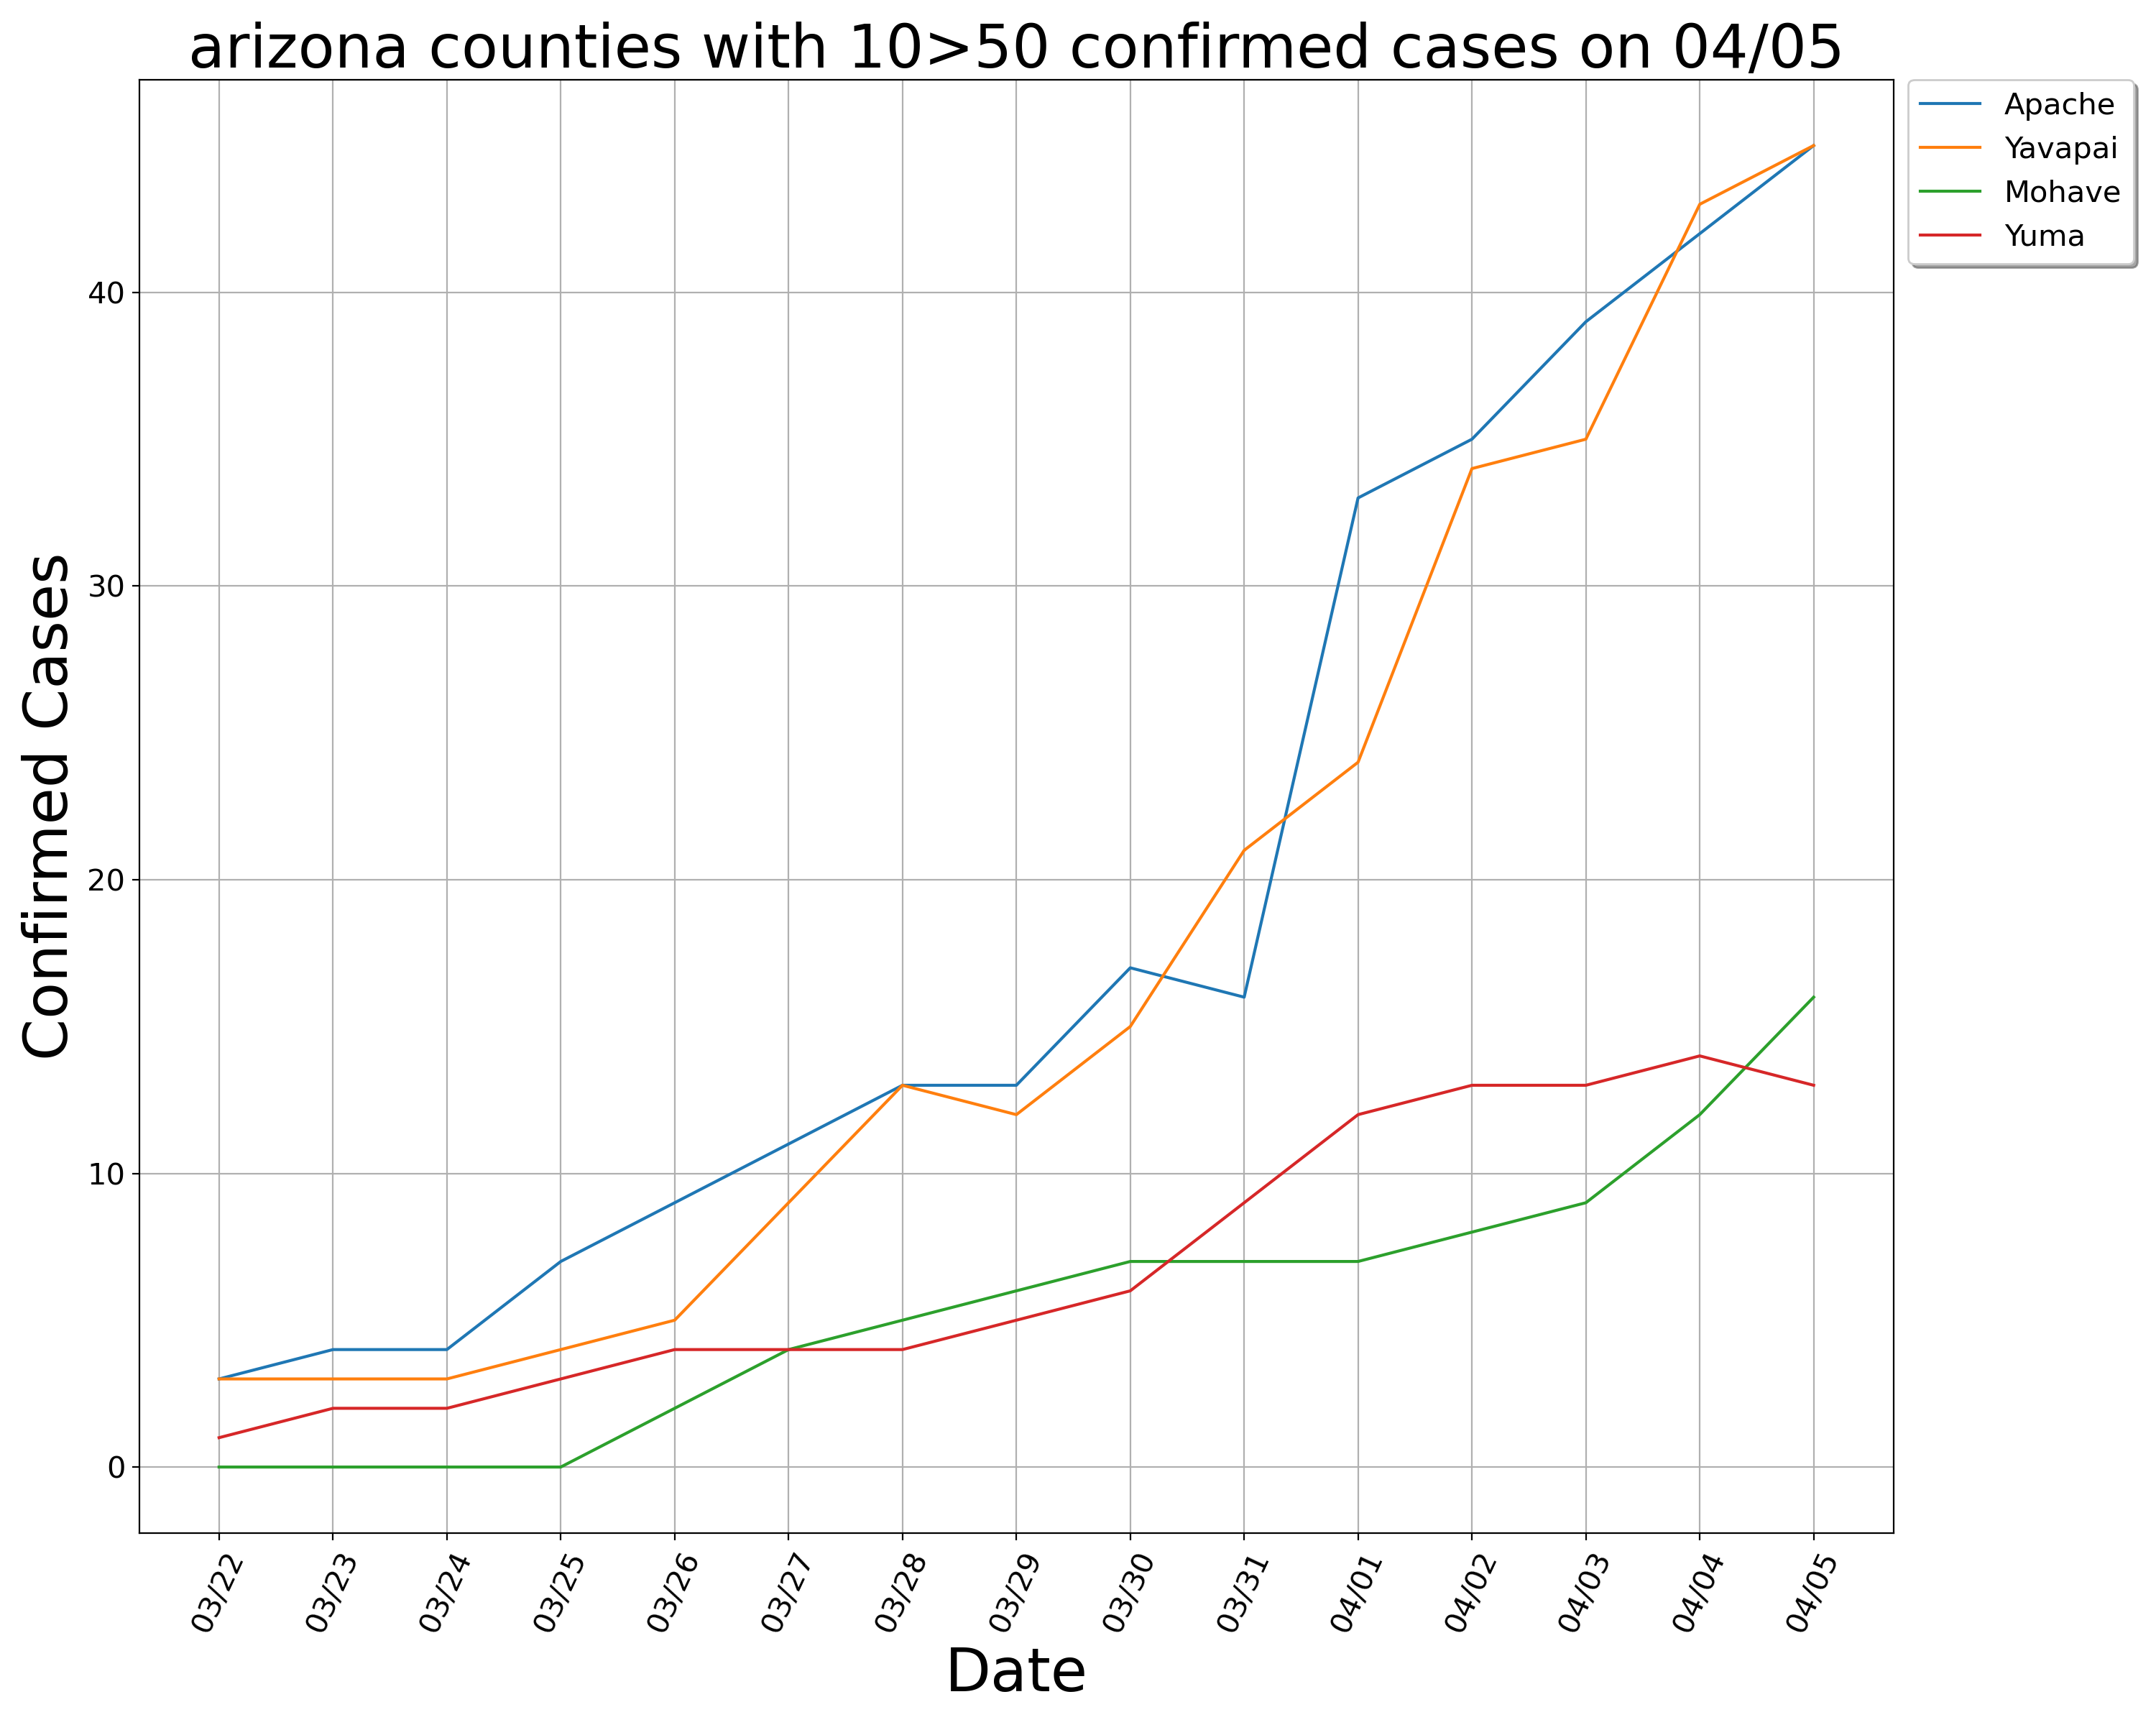 arizona counties with 10>50 confirmed cases on 04/05
Apache
Yavapai
Mohave
Yuma
Confirmed Cases
40
30
20
10
0
03/22
03/23
03/24
03/25
03/26
03/27
03/28
03/29
03/30
03/31
04/01
04/02
04/03
04/04
04/05
Date